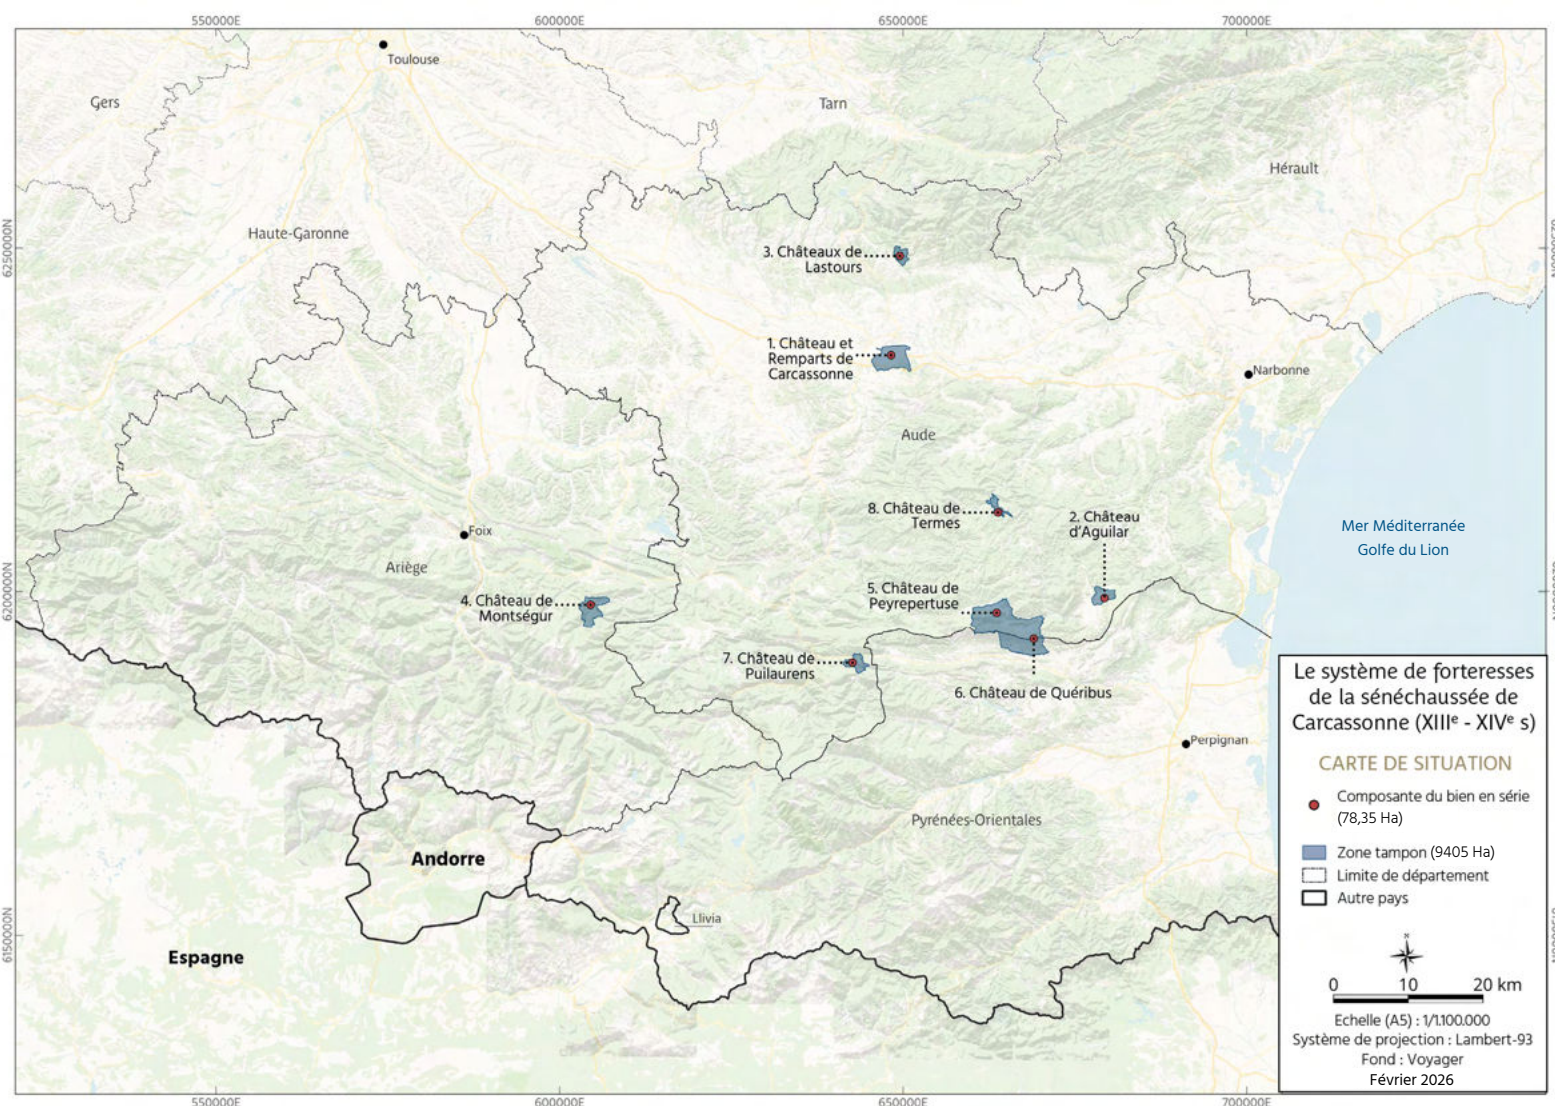 550000E
600000E
650000E
700000E
Toulouse
Gers
Tarn
Hérault
Haute-Garonne
6250000N
3. Châteaux de
Lastours
1. Château et
Remparts de
Carcassonne
Narbonne
Aude
8. Château de
Termes
2. Château
d'Aguilar
Mer Méditerranée
Golfe du Lion
Foix
Ariège
6200000N
4. Château de
Montségur
5. Château de
Peyrepertuse
7. Château de
Puilaurens
6. Château de Quéribus
Perpignan
Pyrénées-Orientales
Andorre
Llivia
Espagne
6150000N
Le système de forteresses
de la sénéchaussée de
Carcassonne (XIIIe - XIVe s)
CARTE DE SITUATION
Composante du bien en série
(78,35 Ha)
Zone tampon (9405 Ha)
Limite de département
Autre pays
N
0 10 20 km
Echelle (A5) : 1/1.100.000
Système de projection : Lambert-93
Fond : Voyager
Février 2026
550000E
600000E
650000E
700000E